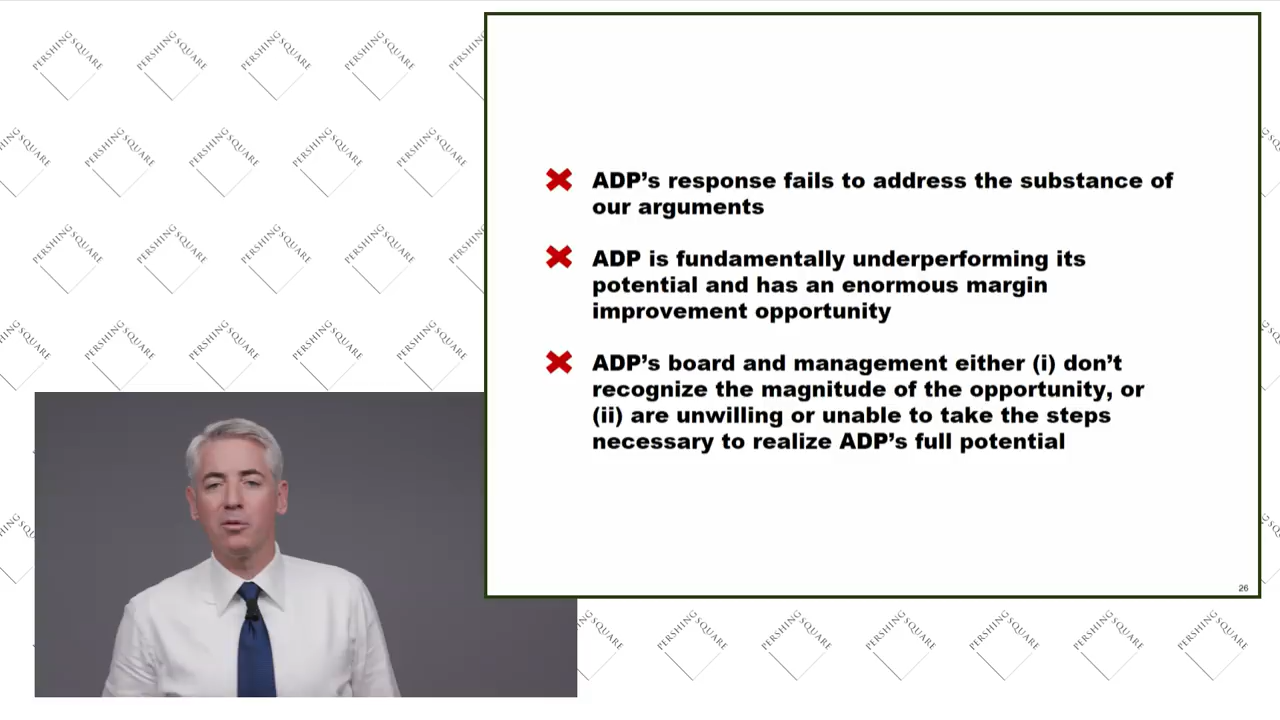 PERSHING SQUARE
ADP’s response fails to address the substance of
our arguments
ADP is fundamentally underperforming its
potential and has an enormous margin
improvement opportunity
ADP’s board and management either (i) don’t
recognize the magnitude of the opportunity, or
(ii) are unwilling or unable to take the steps
necessary to realize ADP’s full potential
26